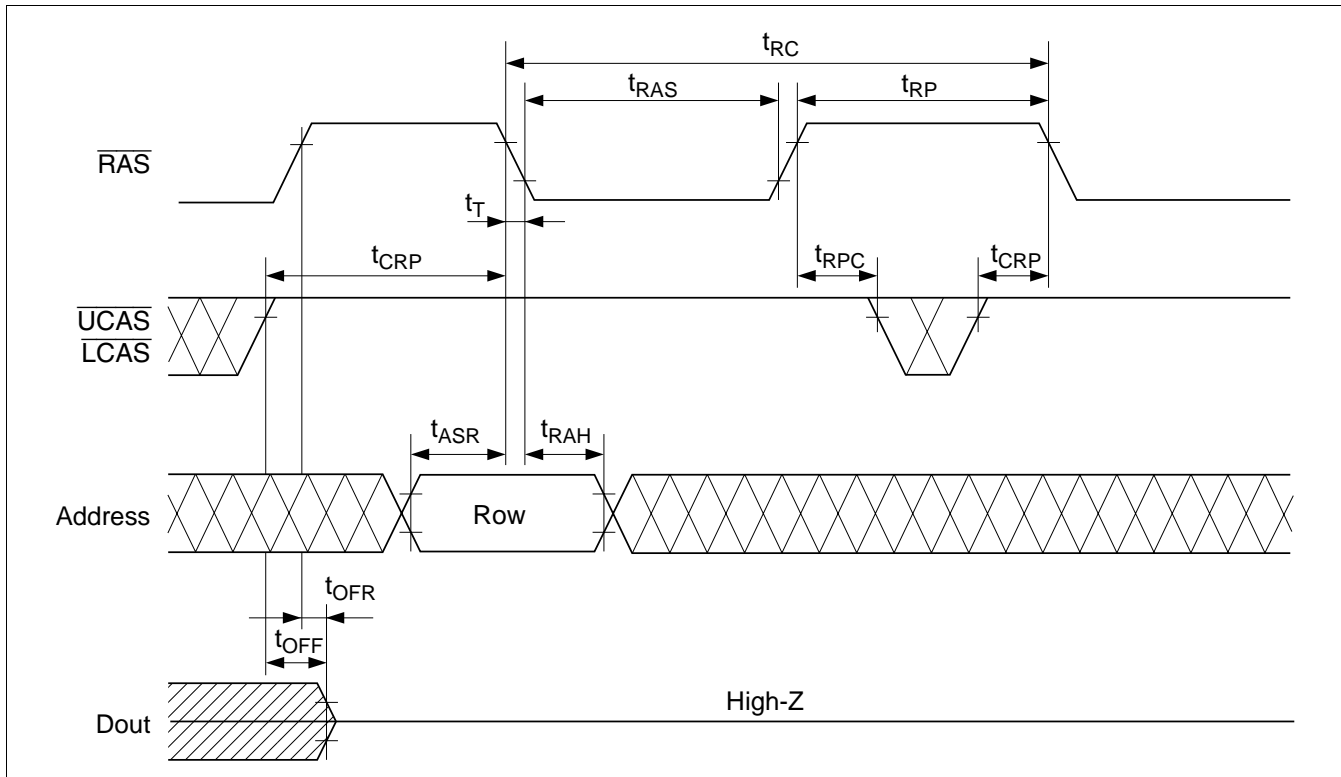 tRC
tRAS
tRP
RAS
tT
tCRP
tRPC
tCRP
UCAS
LCAS
tASR
tRAH
Address
Row
tOFR
tOFF
High-Z
Dout